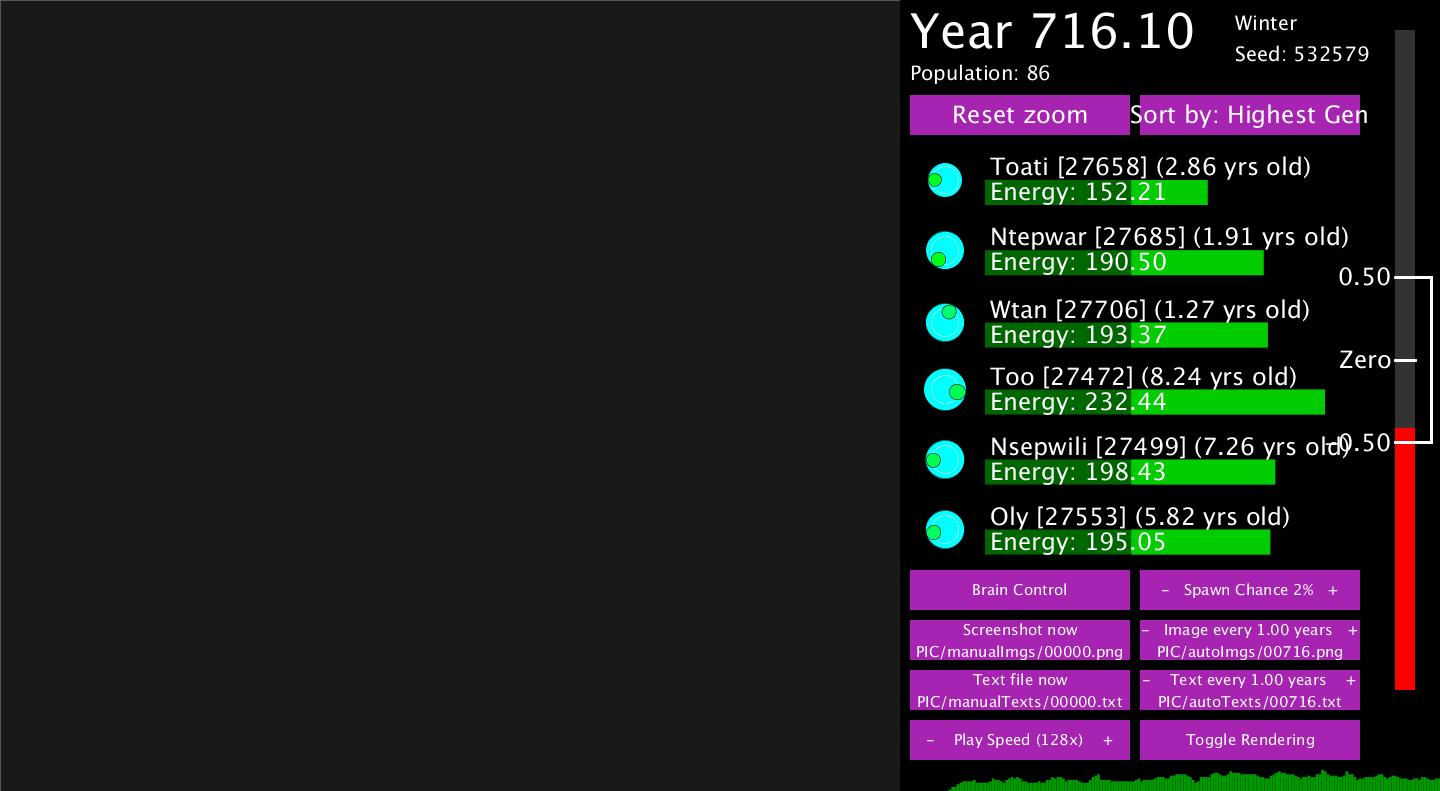 Year 716.10
Winter
Seed: 532579
Population: 86
Reset zoom
Sort by: Highest Gen
Toati [27658] (2.86 yrs old)
Energy: 152.21
Ntepwar [27685] (1.91 yrs old)
Energy: 190.50
0.50
Wtan [27706] (1.27 yrs old)
Energy: 193.37
Zero
Too [27472] (8.24 yrs old)
Energy: 232.44
Nsepwili [27499] (7.26 yrs old)
-0.50
Energy: 198.43
Oly [27553] (5.82 yrs old)
Energy: 195.05
Brain Control
- Spawn Chance 2% +
Screenshot now
PIC/manualImgs/00000.png
- Image every 1.00 years +
PIC/autoImgs/00716.png
Text file now
PIC/manualTexts/00000.txt
- Text every 1.00 years +
PIC/autoTexts/00716.txt
- Play Speed (128x) +
Toggle Rendering